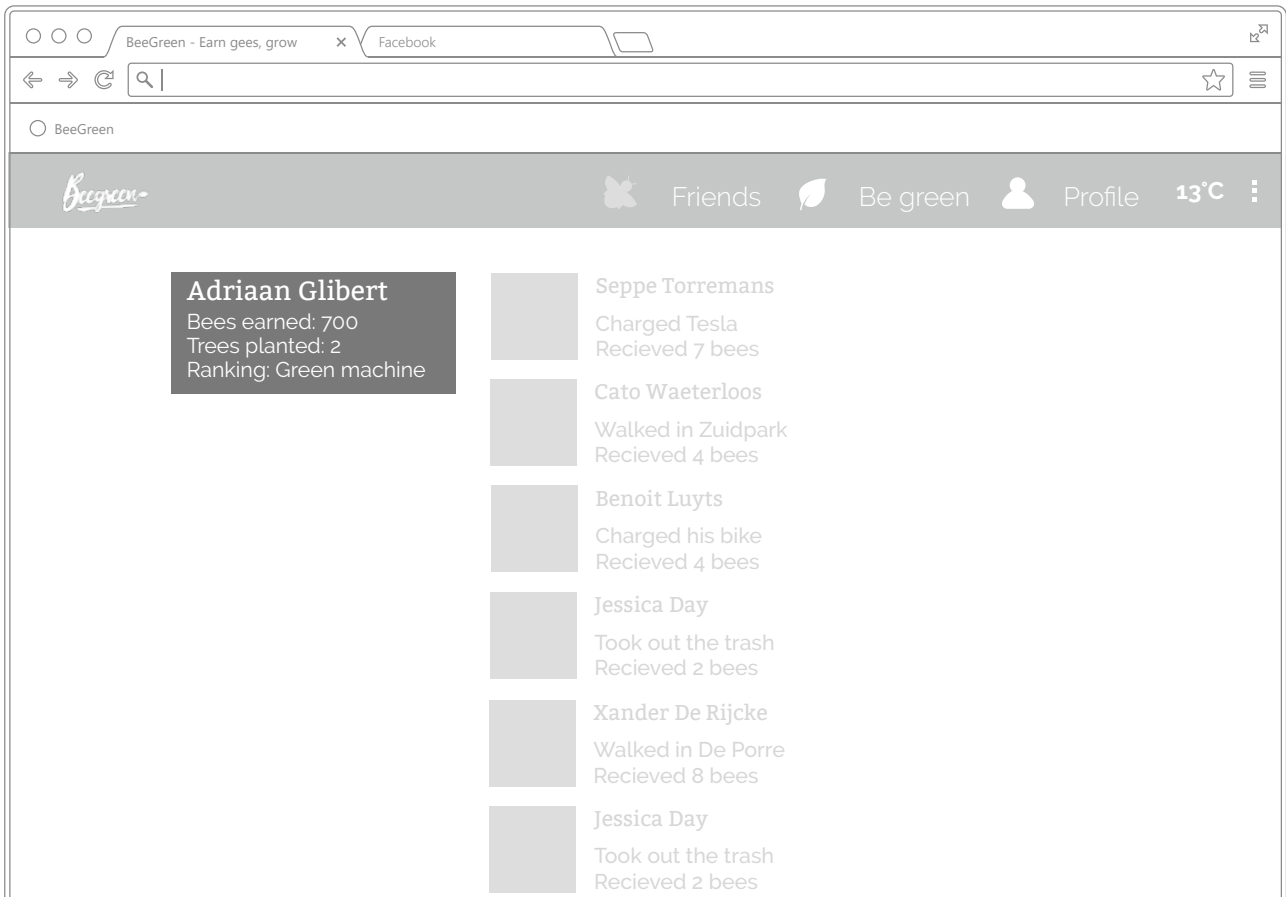 BeeGreen - Earn gees, grow
Facebook
BeeGreen
Beegreen
Friends
Be green
Profile
13°C
Adriaan Glibert
Bees earned: 700
Trees planted: 2
Ranking: Green machine
Seppe Torremans
Charged Tesla
Recieved 7 bees
Cato Waeterloos
Walked in Zuidpark
Recieved 4 bees
Benoit Luyts
Charged his bike
Recieved 4 bees
Jessica Day
Took out the trash
Recieved 2 bees
Xander De Rijcke
Walked in De Porre
Recieved 8 bees
Jessica Day
Took out the trash
Recieved 2 bees